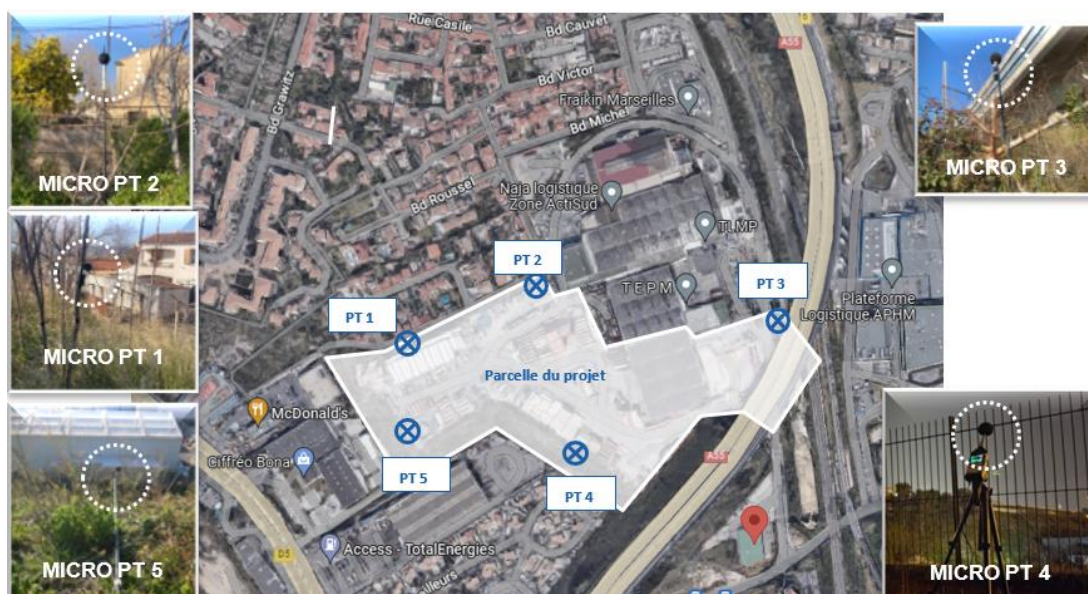 MICRO PT 2
MICRO PT 1
MICRO PT 5
MICRO PT 3
MICRO PT 4
Rue Casile
Bd Cauvet
Bd Grawitz
Bd Victor
Bd Michel
Bd Roussel
A55
Fraikin Marseilles
Naja logistique
Zone ActiSud
TLMP
T E P M
Plateforme
Logistique APHM
PT 2
PT 3
PT 1
Parcelle du projet
McDonald's
Ciffréo Bona
PT 5
PT 4
A55
D5
Access - TotalEnergies